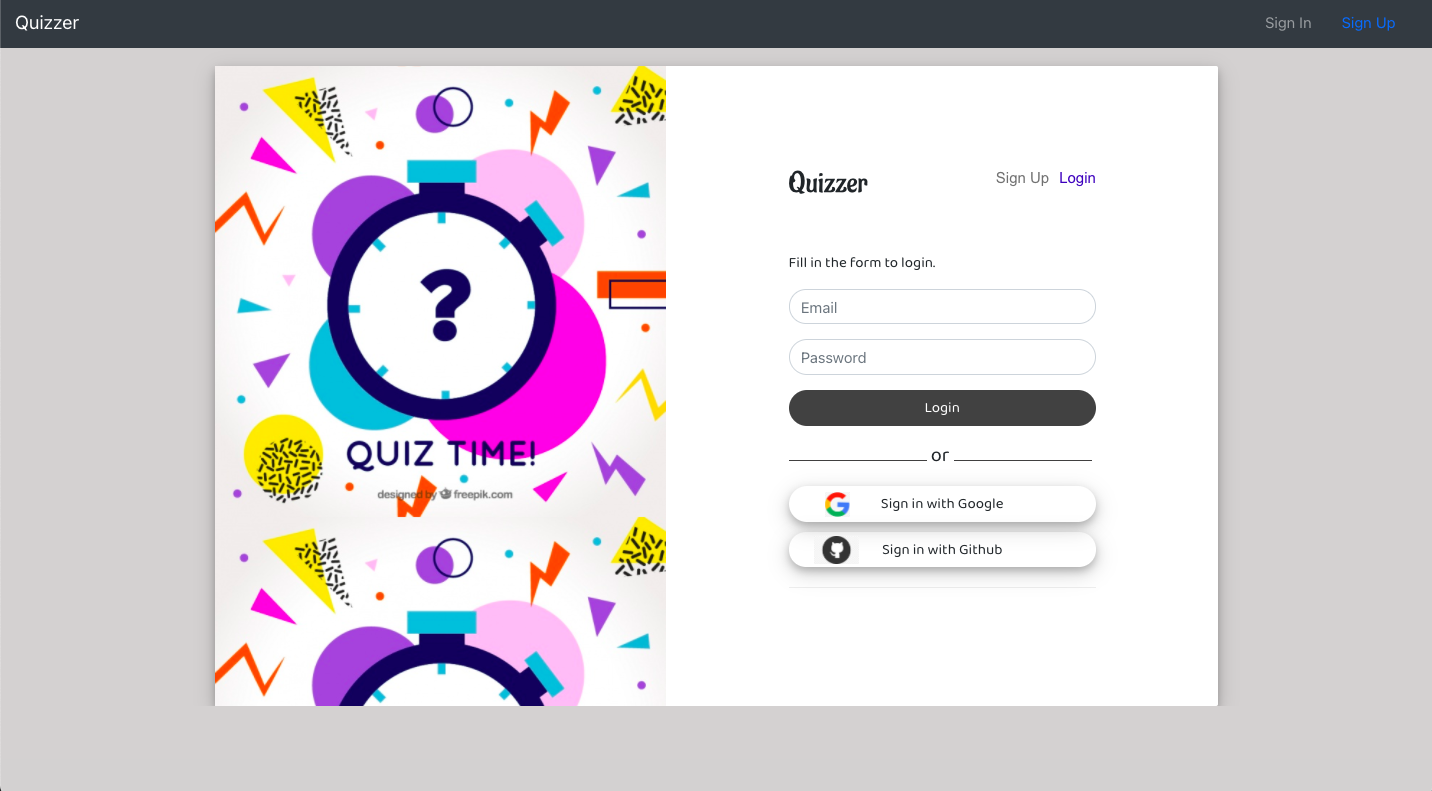 Quizzer
Sign In
Sign Up
?
QUIZ TIME!
designed by freepik.com
Quizzer
Sign Up
Login
Fill in the form to login.
Email
Password
Login
or
Sign in with Google
Sign in with Github